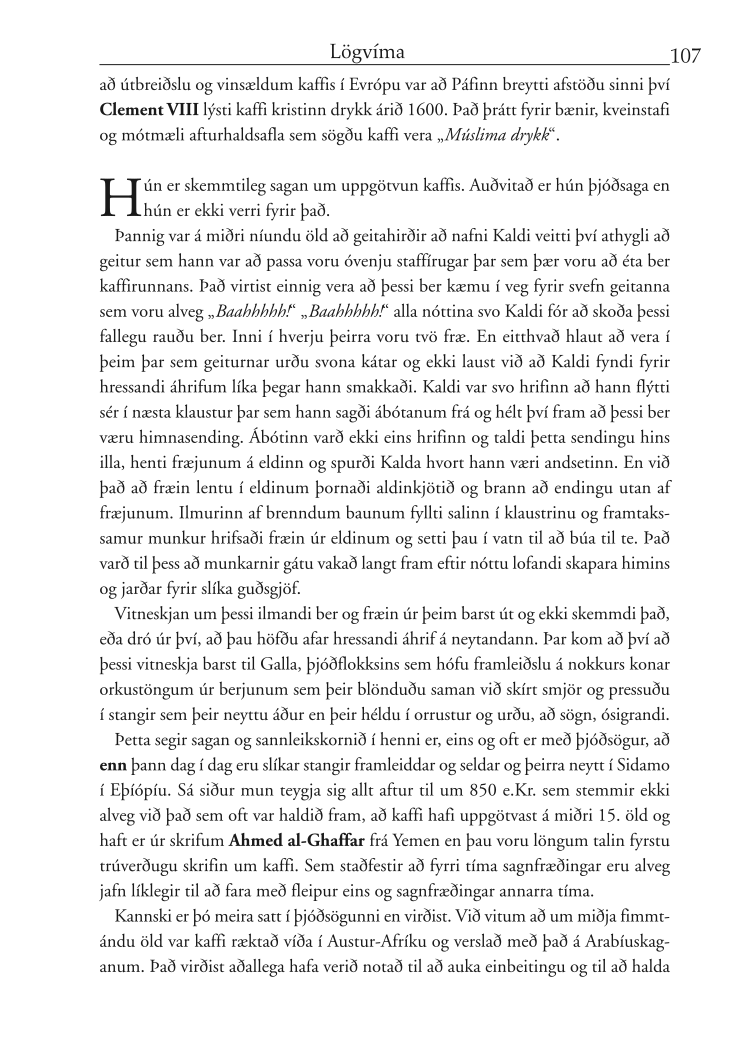 Lögvíma
107
að útbreiðslu og vinsældum kaffis í Evrópu var að Páfinn breytti afstöðu sinni því
Clement VIII lýsti kaffi kristinn drykk árið 1600. Það þrátt fyrir bænir, kveinstafi
og mótmæli afturhaldsafla sem sögðu kaffi vera „Múslima drykk“.
Hún er skemmtileg sagan um uppgötvun kaffis. Auðvitað er hún þjóðsaga en
hún er ekki verri fyrir það.
Þannig var á miðri níundu öld að geitahirðir að nafni Kaldi veitti því athygli að
geitur sem hann var að passa voru óvenju staffírugar þar sem þær voru að éta ber
kaffirunnans. Það virtist einnig vera að þessi ber kæmu í veg fyrir svefn geitanna
sem voru alveg „Baahhhhh!“ „Baahhhhh!“ alla nóttina svo Kaldi fór að skoða þessi
fallegu rauðu ber. Inni í hverju þeirra voru tvö fræ. En eitthvað hlaut að vera í
þeim þar sem geiturnar urðu svona kátar og ekki laust við að Kaldi fyndi fyrir
hressandi áhrifum líka þegar hann smakkaði. Kaldi var svo hrifinn að hann flýtti
sér í næsta klaustur þar sem hann sagði ábótanum frá og hélt því fram að þessi ber
væru himnasending. Ábótinn varð ekki eins hrifinn og taldi þetta sendingu hins
illa, henti fræjunum á eldinn og spurði Kalda hvort hann væri andsetinn. En við
það að fræin lentu í eldinum þornaði aldinkjötið og brann að endingu utan af
fræjunum. Ilmurinn af brenndum baunum fyllti salinn í klaustrinu og framtaks-
samur munkur hrifsaði fræin úr eldinum og setti þau í vatn til að búa til te. Það
varð til þess að munkarnir gátu vakað langt fram eftir nóttu lofandi skapara himins
og jarðar fyrir slíka guðsgjöf.
Vitneskjan um þessi ilmandi ber og fræin úr þeim barst út og ekki skemmdi það,
eða dró úr því, að þau höfðu afar hressandi áhrif á neytandann. Þar kom að því að
þessi vitneskja barst til Galla, þjóðflokksins sem hófu framleiðslu á nokkurs konar
orkustöngum úr berjunum sem þeir blönduðu saman við skírt smjör og pressuðu
í stangir sem þeir neyttu áður en þeir héldu í orrustur og urðu, að sögn, ósigrandi.
Þetta segir sagan og sannleikskornið í henni er, eins og oft er með þjóðsögur, að
enn þann dag í dag eru slíkar stangir framleiddar og seldar og þeirra neytt í Sidamo
í Eþíópíu. Sá siður mun teygja sig allt aftur til um 850 e.Kr. sem stemmir ekki
alveg við það sem oft var haldið fram, að kaffi hafi uppgötvast á miðri 15. öld og
haft er úr skrifum Ahmed al-Ghaffar frá Yemen en þau voru löngum talin fyrstu
trúverðugu skrifin um kaffi. Sem staðfestir að fyrri tíma sagnfræðingar eru alveg
jafn líklegir til að fara með fleipur eins og sagnfræðingar annarra tíma.
Kannski er þó meira satt í þjóðsögunni en virðist. Við vitum að um miðja fimmt-
ándu öld var kaffi ræktað víða í Austur-Afríku og verslað með það á Arabíuskag-
anum. Það virðist aðallega hafa verið notað til að auka einbeitingu og til að halda